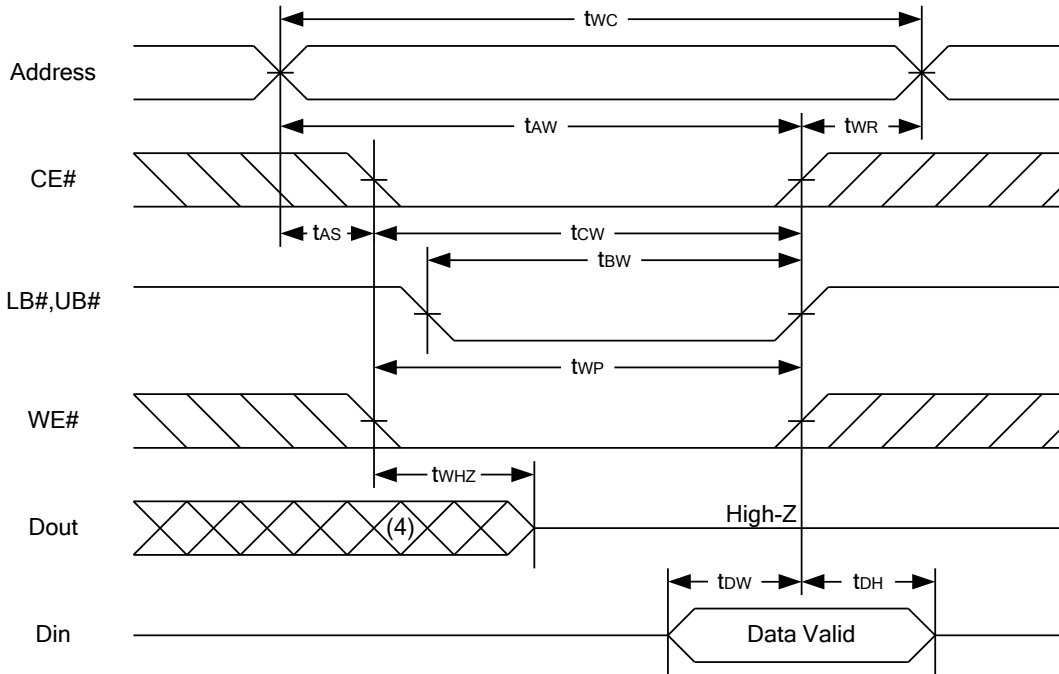 tWC
Address
tAW
tWR
CE#
tAS
tCW
tBW
LB#,UB#
tWP
WE#
tWHZ
Dout
(4)
High-Z
tDW
tDH
Din
Data Valid